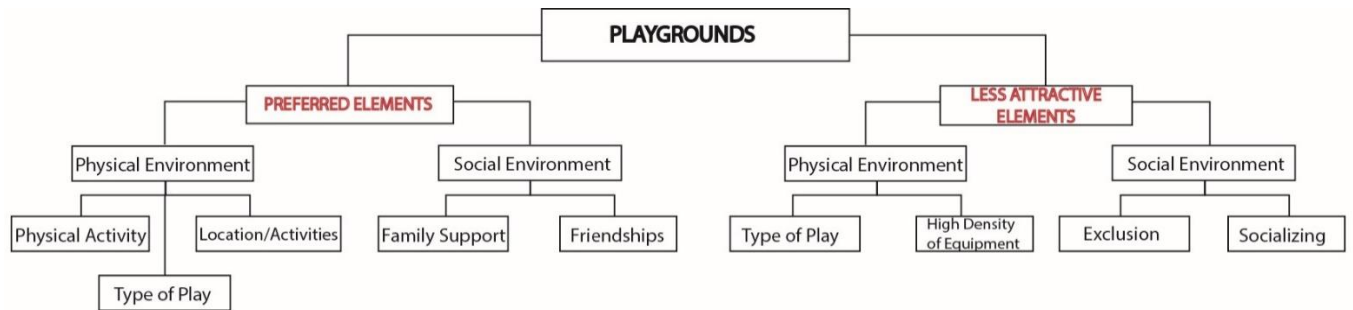 PLAYGROUNDS
PREFERRED ELEMENTS
LESS ATTRACTIVE
ELEMENTS
Physical Environment
Social Environment
Physical Environment
Social Environment
Physical Activity
Location/Activities
Family Support
Friendships
Type of Play
High Density
of Equipment
Exclusion
Socializing
Type of Play